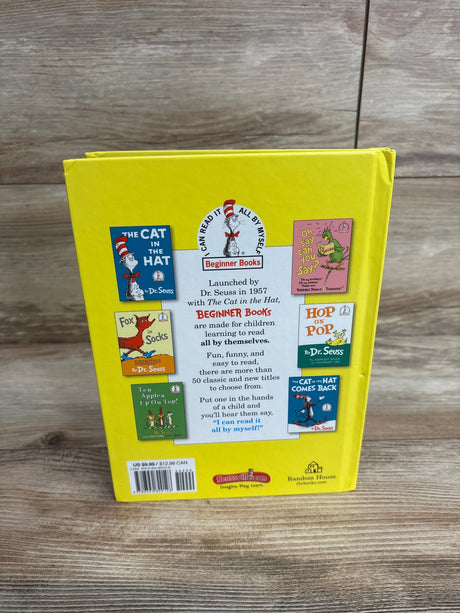 I CAN READ IT ALL BY MYSELF
Beginner Books
THE CAT
IN THE
HAT
By Dr. Seuss
Fox
in
Socks
By Dr. Seuss
Ten
Apples
Up On Top!
Oh,
say
can
you
Say?
HOP
ON
POP
By Dr. Seuss
THE CAT IN THE HAT
COMES BACK
By Dr. Seuss
Launched by
Dr. Seuss in 1957
with The Cat in the Hat,
BEGINNER BOOKS
are made for children
learning to read
all by themselves.
Fun, funny, and
easy to read,
there are more than
50 classic and new titles
to choose from.
Put one in the
hands of a child and
you'll hear them say,
"I can read it
all by myself!"
US $9.99 / $12.99 CAN
Seussville.com
Imagine. Play. Learn.
Random House
rhcbooks.com